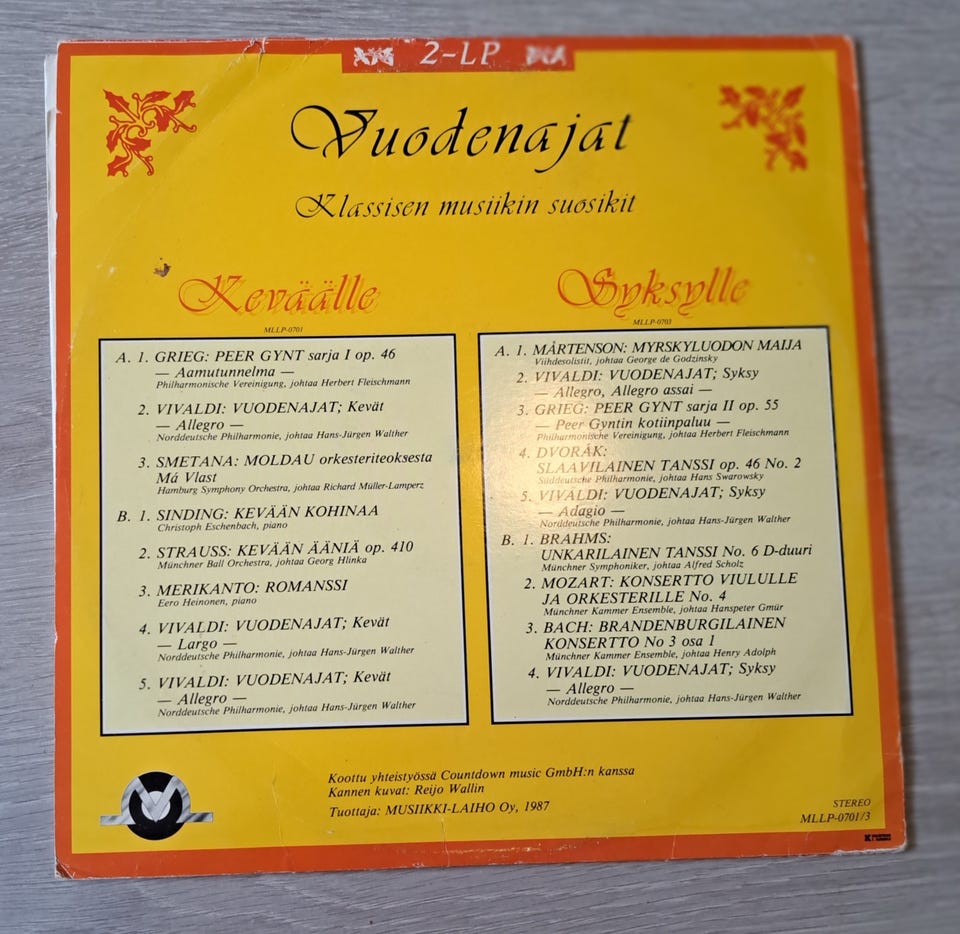 2-LP
Vuodenajat
Klassisen musiikin suosikit
Keväälle
MLLP-0701
A. 1. GRIEG: PEER GYNT sarja I op. 46
— Aamutunnelma —
Philharmonische Vereinigung, johtaa Herbert Fleischmann
2. VIVALDI: VUODENAJAT; Kevät
— Allegro —
Norddeutsche Philharmonie, johtaa Hans-Jürgen Walther
3. SMETANA: MOLDAU orkesteriteoksesta
Má Vlast
Hamburg Symphony Orchestra, johtaa Richard Müller-Lamperz
B. 1. SINDING: KEVÄÄN KOHINAA
Christoph Eschenbach, piano
2. STRAUSS: KEVÄÄN ÄÄNIÄ op. 410
Münchner Ball Orchestra, johtaa Georg Hlinka
3. MERIKANTO: ROMANSSI
Eero Heinonen, piano
4. VIVALDI: VUODENAJAT; Kevät
— Largo —
Norddeutsche Philharmonie, johtaa Hans-Jürgen Walther
5. VIVALDI: VUODENAJAT; Kevät
— Allegro —
Norddeutsche Philharmonie, johtaa Hans-Jürgen Walther
Syksylle
MLLP-0703
A. 1. MÅRTENSON: MYRSKYLUODON MAIJA
Viihdesolistit, johtaa George de Godzinsky
2. VIVALDI: VUODENAJAT; Syksy
— Allegro, Allegro assai —
3. GRIEG: PEER GYNT sarja II op. 55
— Peer Gyntin kotiinpaluu —
Philharmonische Vereinigung, johtaa Herbert Fleischmann
4. DVORÁK:
SLAAVILAINEN TANSSI op. 46 No. 2
Süddeutsche Philharmonie, johtaa Hans Swarowsky
5. VIVALDI: VUODENAJAT; Syksy
— Adagio —
Norddeutsche Philharmonie, johtaa Hans-Jürgen Walther
B. 1. BRAHMS:
UNKARILAINEN TANSSI No. 6 D-duuri
Münchner Symphoniker, johtaa Alfred Scholz
2. MOZART: KONSERTTO VIULULLE
JA ORKESTERILLE No. 4
Münchner Kammer Ensemble, johtaa Hanspeter Gmür
3. BACH: BRANDENBURGILAINEN
KONSERTTO No 3 osa 1
Münchner Kammer Ensemble, johtaa Henry Adolph
4. VIVALDI: VUODENAJAT; Syksy
— Allegro —
Norddeutsche Philharmonie, johtaa Hans-Jürgen Walther
Koottu yhteistyössä Countdown music GmbH:n kanssa
Kannen kuvat: Reijo Wallin
Tuottaja: MUSIIKKI-LAIHO Oy, 1987
STEREO
MLLP-0701/3